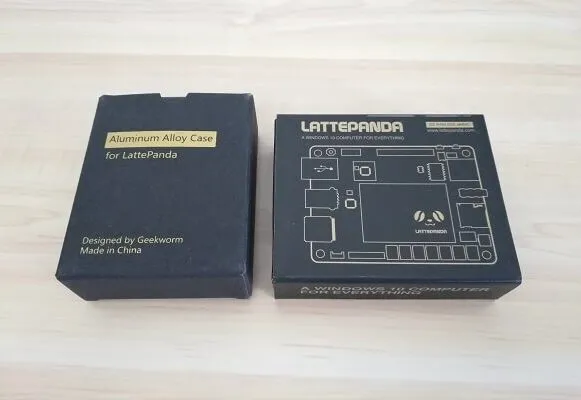 Aluminum Alloy Case
for LattePanda
Designed by Geekworm
Made in China
LATTEPANDA
A WINDOWS 10 COMPUTER FOR EVERYTHING
www.lattepanda.com
LATTEPANDA
A WINDOWS 10 COMPUTER
FOR EVERYTHING